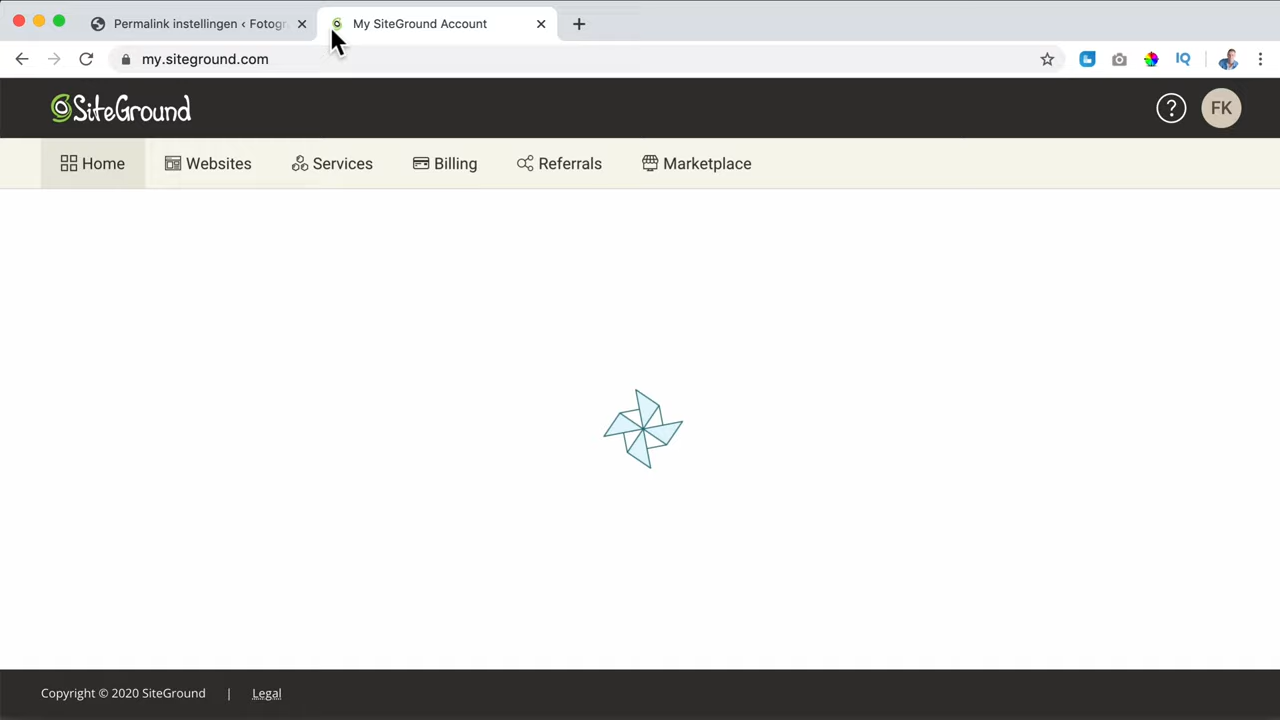 Permalink instellingen ‹ Fotogr
My SiteGround Account
my.siteground.com
IQ
SiteGround
?
FK
Home
Websites
Services
Billing
Referrals
Marketplace
Copyright © 2020 SiteGround | Legal